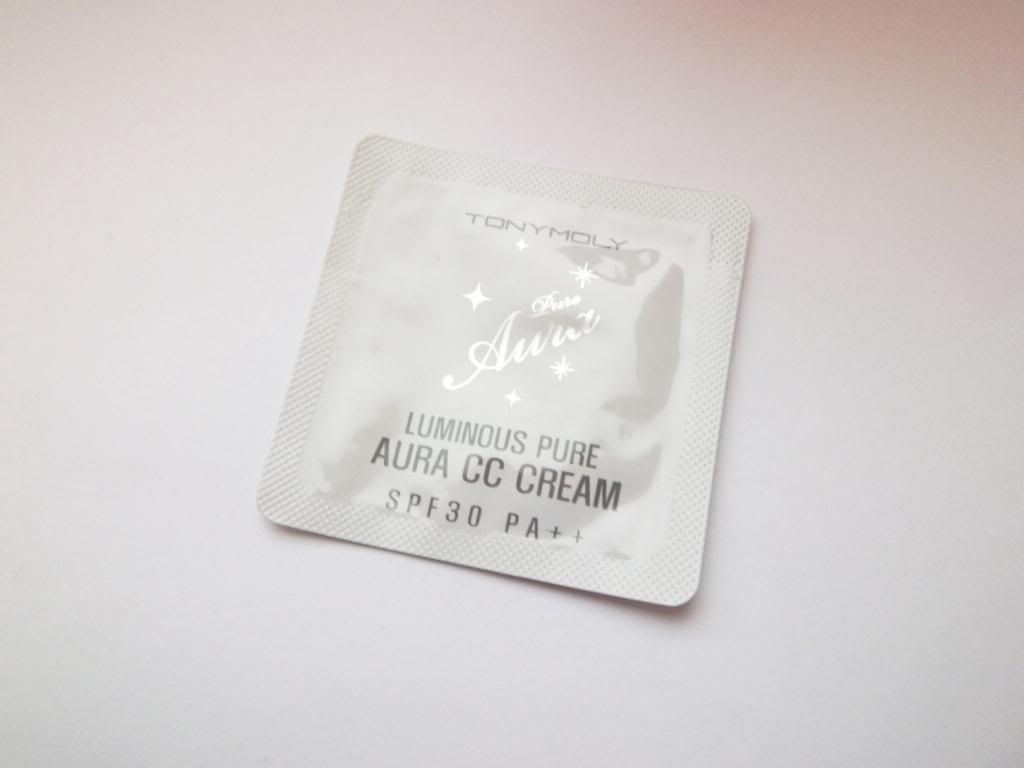 TONYMOLY
Pure
Aura
LUMINOUS PURE
AURA CC CREAM
SPF30 PA++